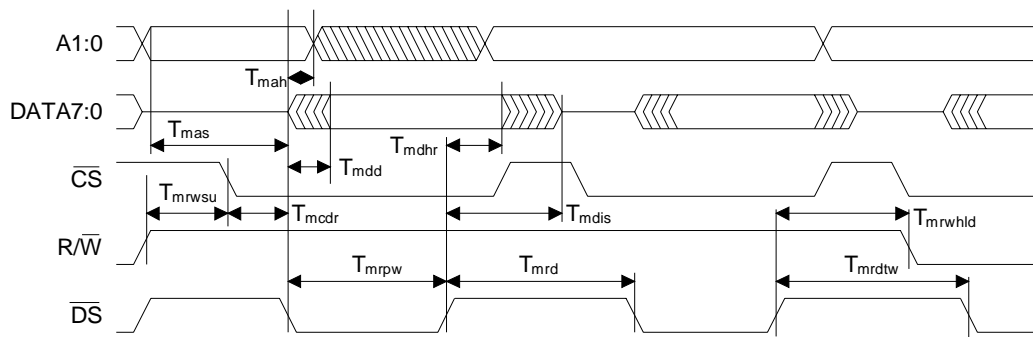 A1:0
Tmah
DATA7:0
Tmas
Tmdd
Tmdhr
CS
Tmrwsu
Tmcdr
Tmdis
Tmrwhld
R/W
Tmrpw
Tmrd
Tmrdtw
DS